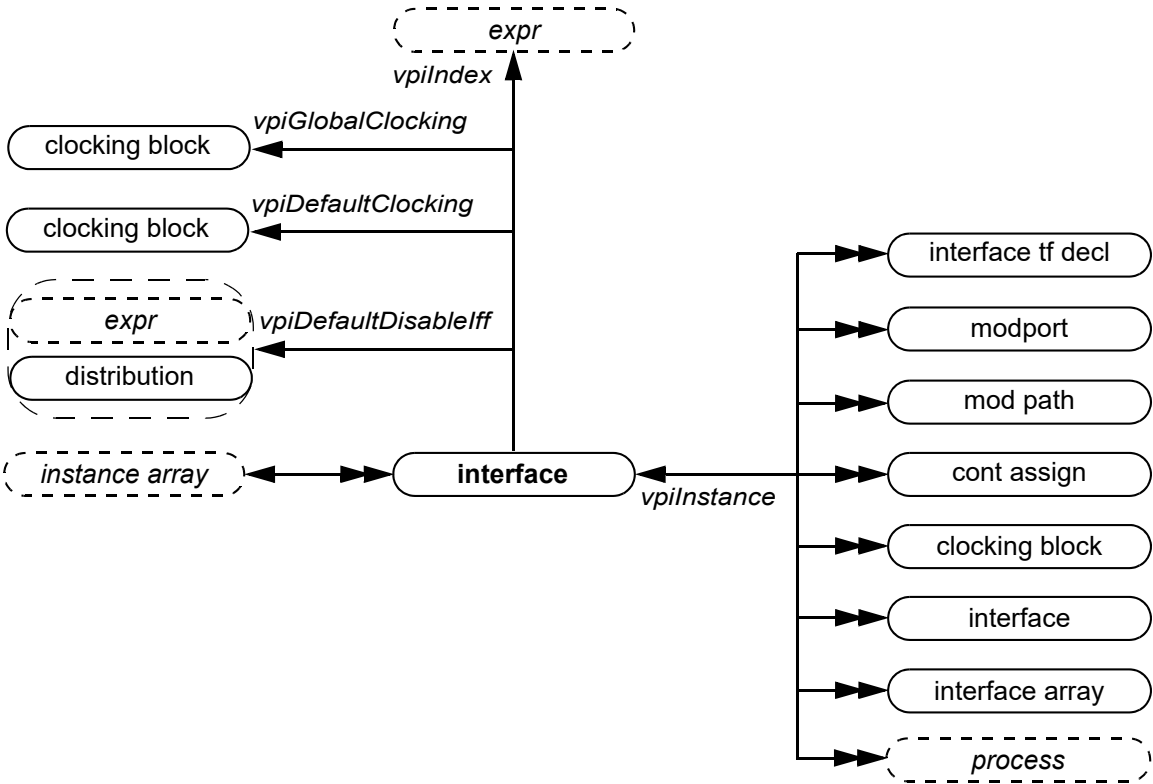 expr
vpiIndex
vpiGlobalClocking
clocking block
vpiDefaultClocking
clocking block
expr
vpiDefaultDisableIff
distribution
instance array
interface
vpiInstance
interface tf decl
modport
mod path
cont assign
clocking block
interface
interface array
process